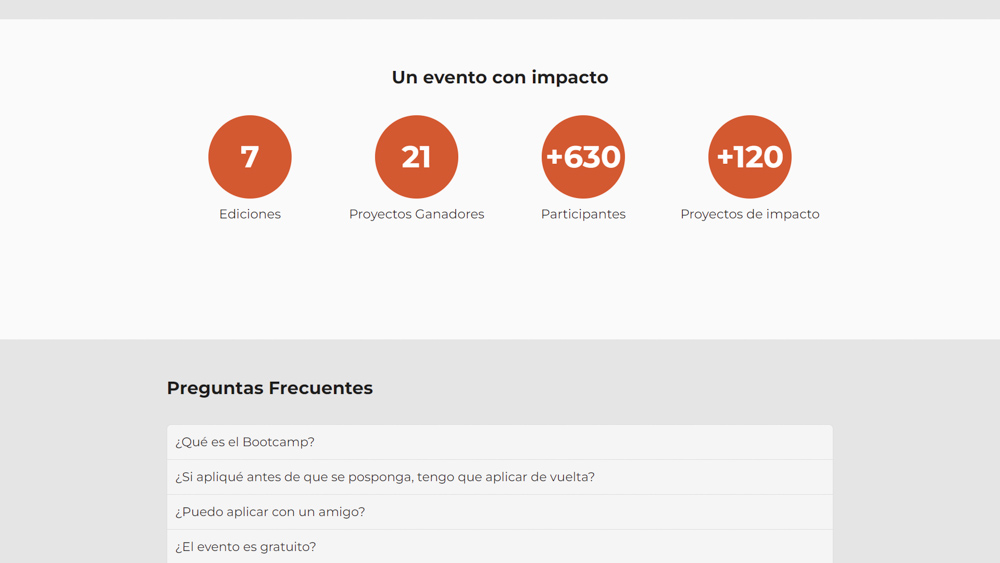 Un evento con impacto
7
21
+630
+120
Ediciones
Proyectos Ganadores
Participantes
Proyectos de impacto
Preguntas Frecuentes
¿Qué es el Bootcamp?
¿Si apliqué antes de que se posponga, tengo que aplicar de vuelta?
¿Puedo aplicar con un amigo?
¿El evento es gratuito?